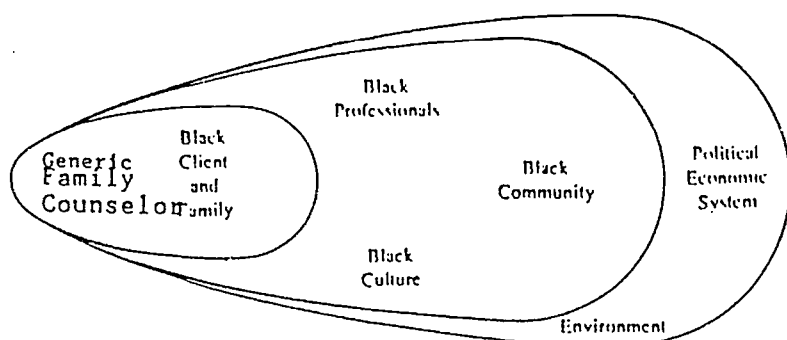 Generic
Family
Counselor
Black
Client
and
Family
Black
Professionals
Black
Community
Black
Culture
Political
Economic
System
Environment